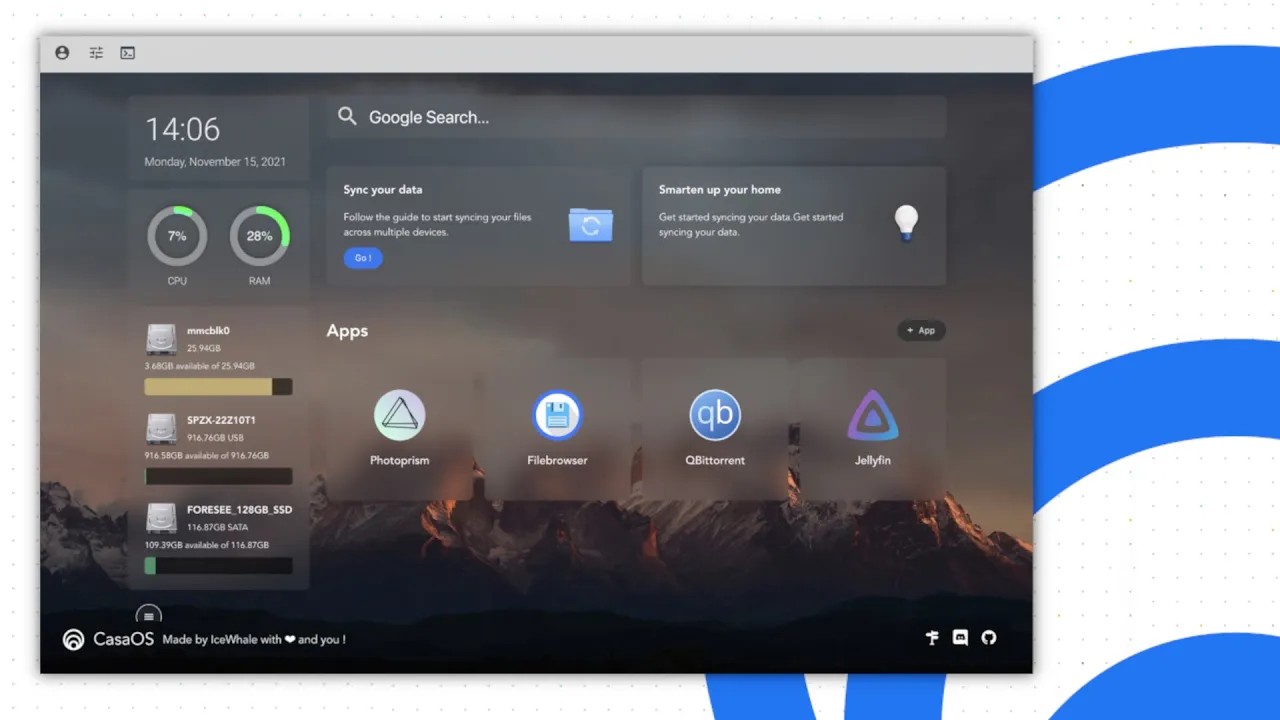 14:06
Monday, November 15, 2021
7%
28%
CPU
RAM
mmcblk0
25.94GB
3.68GB available of 25.94GB
SPZX-22Z10T1
916.76GB USB
916.58GB available of 916.76GB
FORESEE_128GB_SSD
116.87GB SATA
109.39GB available of 116.87GB
Google Search...
Sync your data
Follow the guide to start syncing your files
across multiple devices.
Go !
Smarten up your home
Get started syncing your data.Get started
syncing your data.
Apps
+ App
Photoprism
Filebrowser
qb
QBittorrent
Jellyfin
CasaOS Made by IceWhale with ❤ and you !